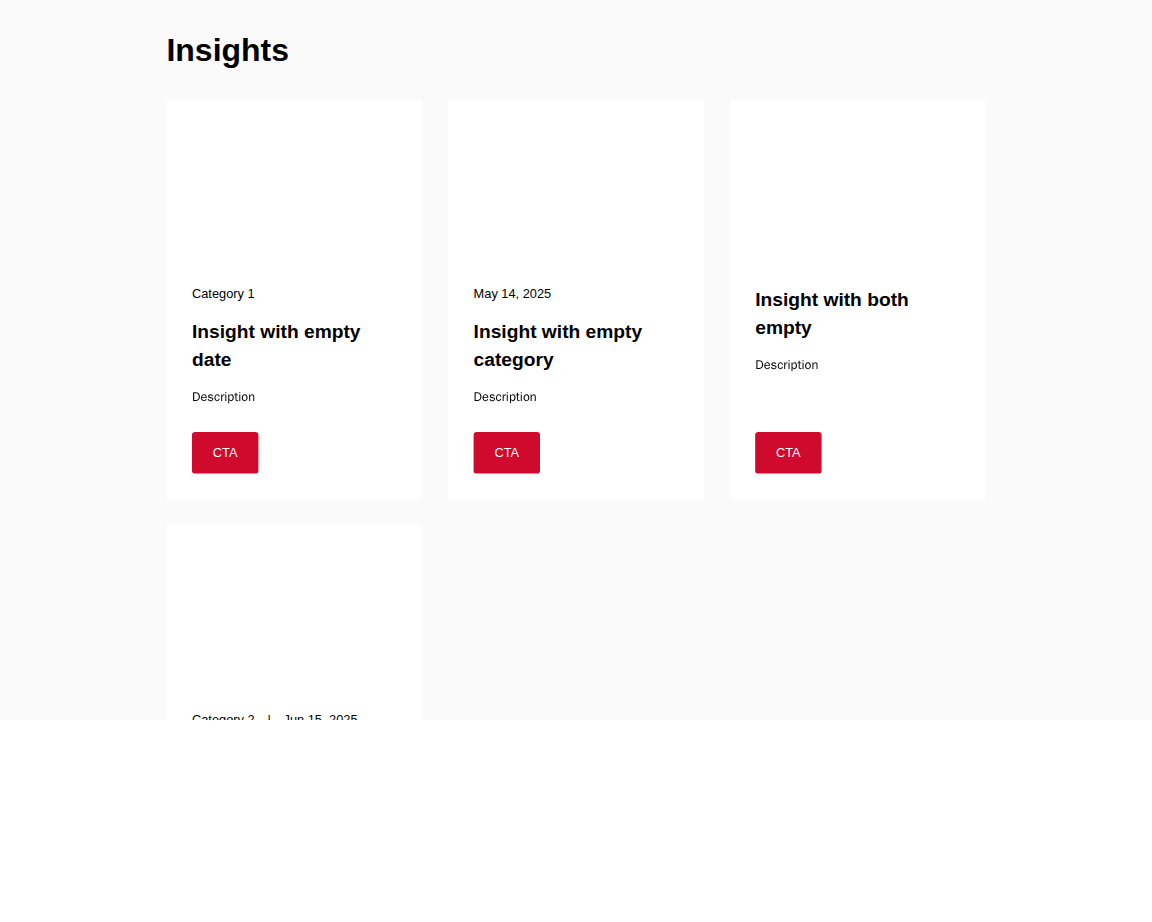 Insights
Category 1
Insight with empty
date
Description
CTA
May 14, 2025
Insight with empty
category
Description
CTA
Insight with both
empty
Description
CTA
Category 2 | Jun 15, 2025